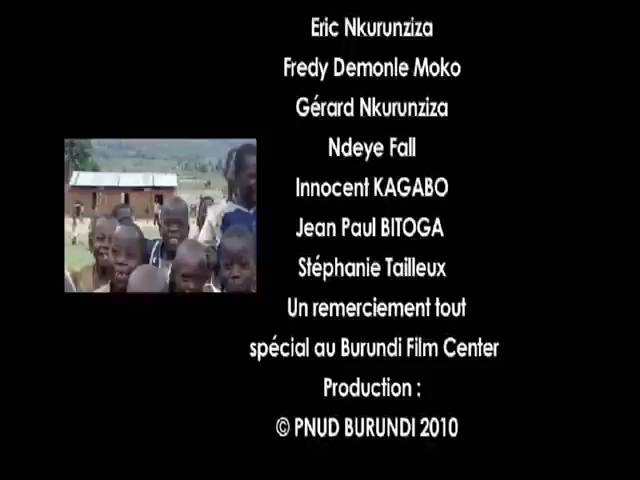 Eric Nkurunziza
Fredy Demonle Moko
Gérard Nkurunziza
Ndeye Fall
Innocent KAGABO
Jean Paul BITOGA
Stéphanie Tailleux
Un remerciement tout
spécial au Burundi Film Center
Production :
© PNUD BURUNDI 2010